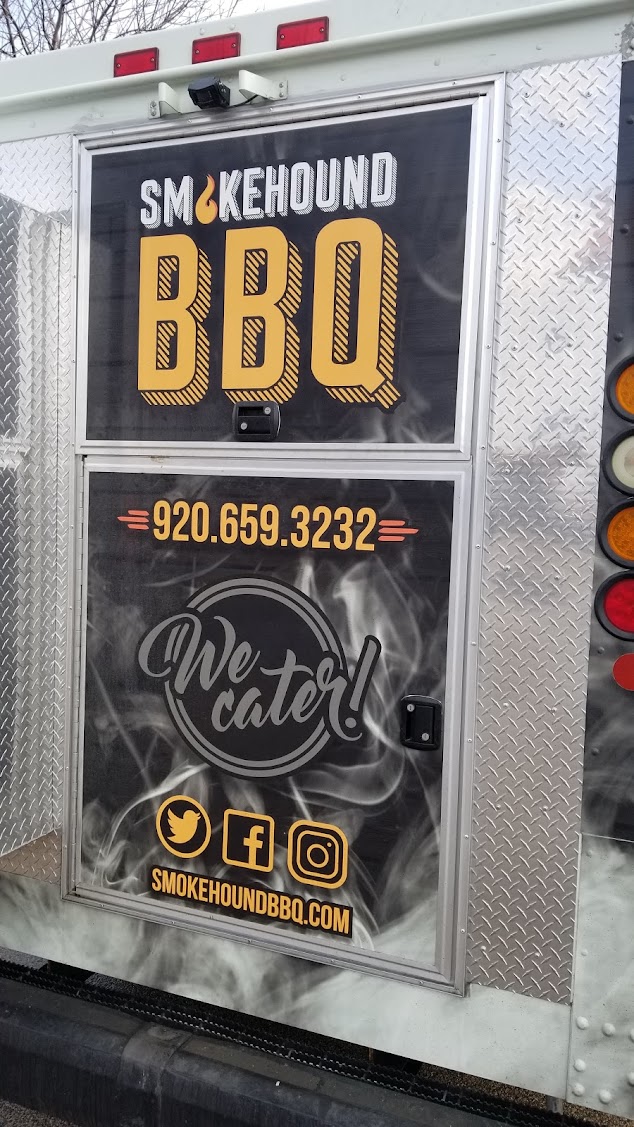 SMOKEHOUND
BBQ
920.659.3232
We
cater!
SMOKEHOUNDBBQ.COM